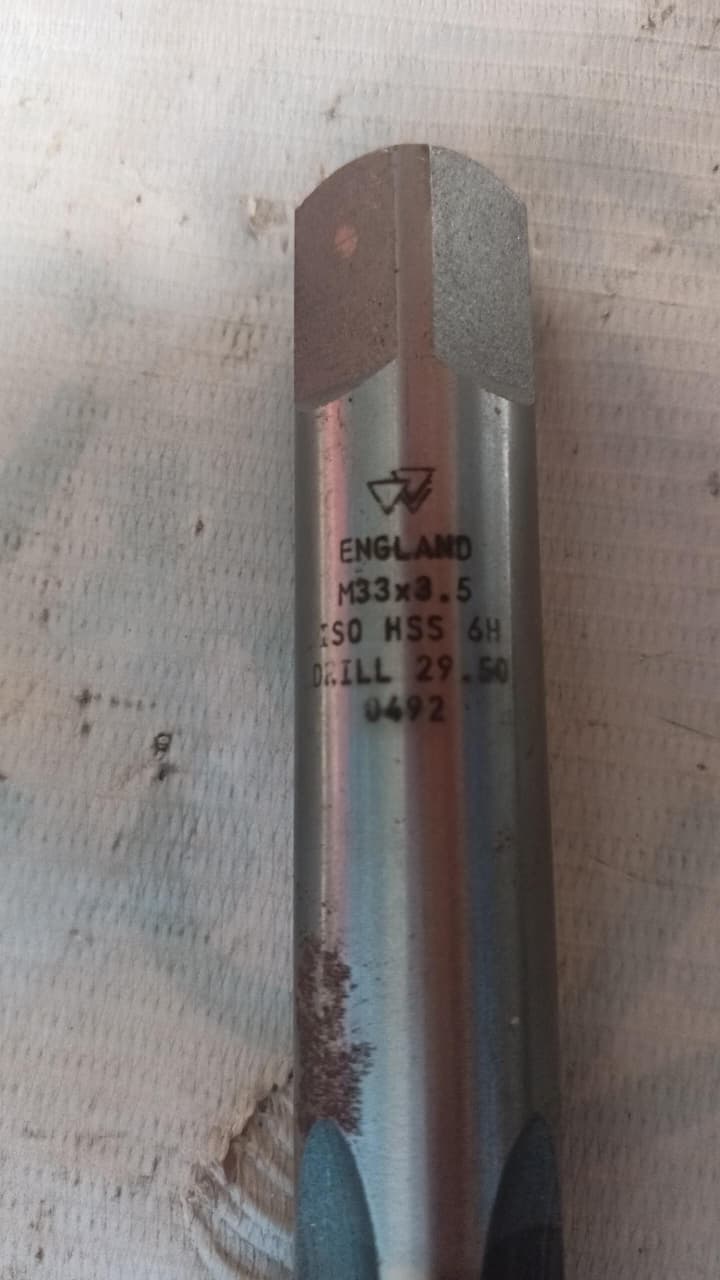 ENGLAND
M33x3.5
ISO HSS 6H
DRILL 29.50
0492